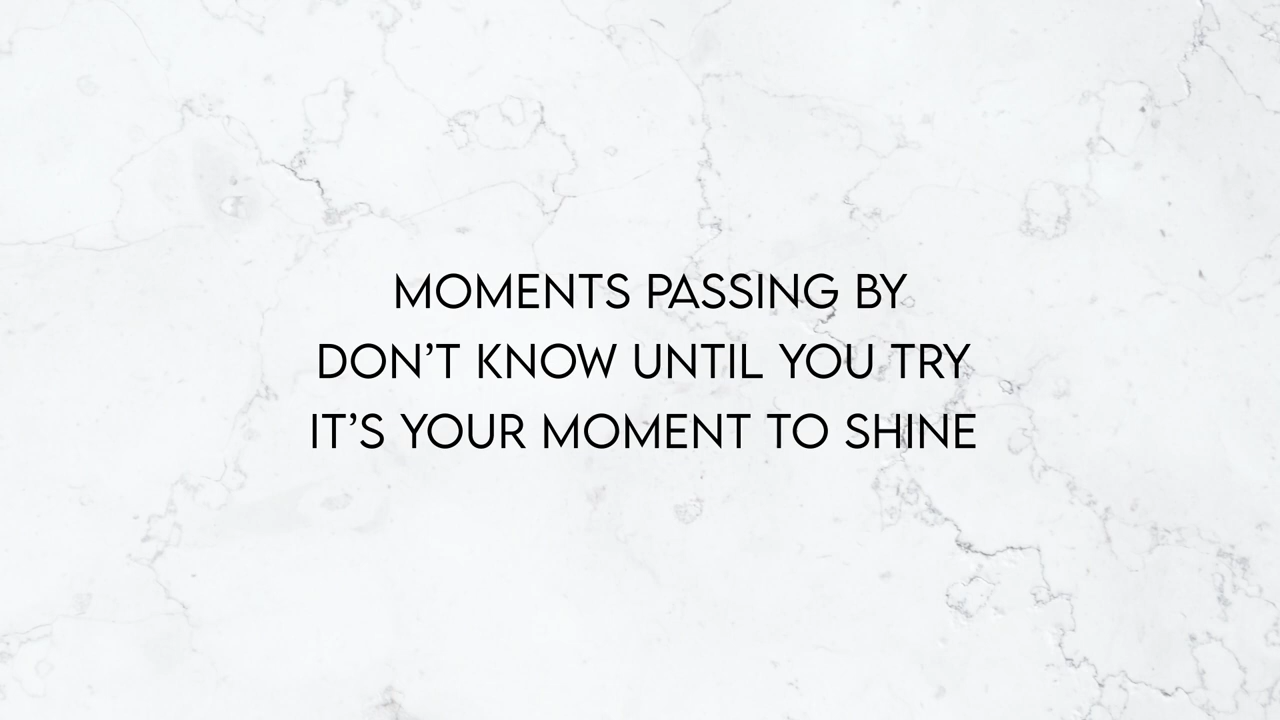 MOMENTS PASSING BY
DON’T KNOW UNTIL YOU TRY
IT’S YOUR MOMENT TO SHINE